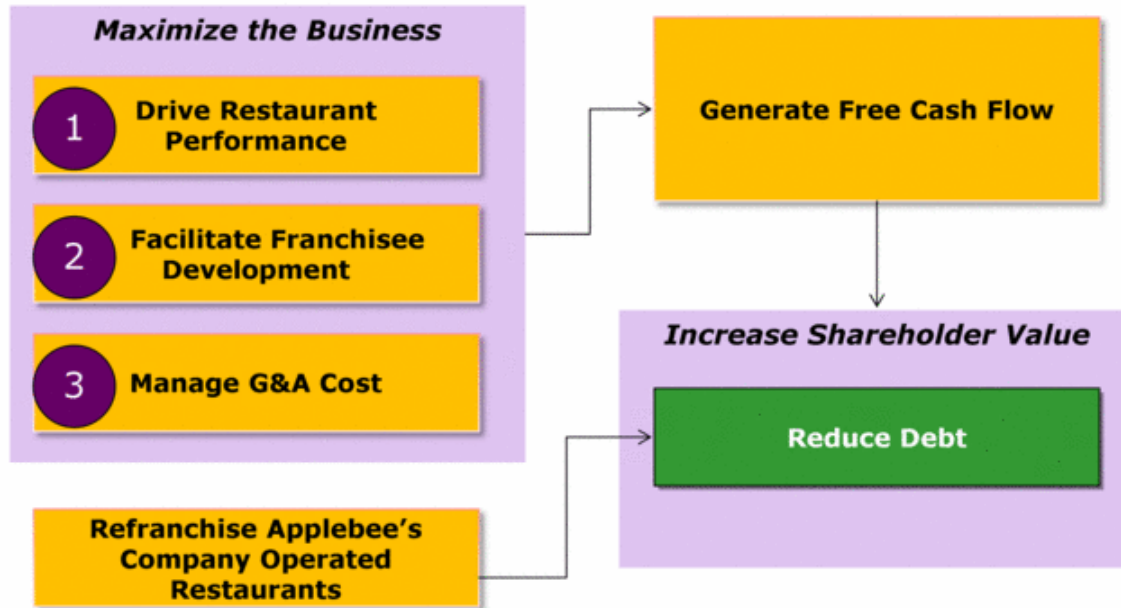 Maximize the Business
1
Drive Restaurant
Performance
2
Facilitate Franchisee
Development
3
Manage G&A Cost
Refranchise Applebee’s
Company Operated
Restaurants
Generate Free Cash Flow
Increase Shareholder Value
Reduce Debt